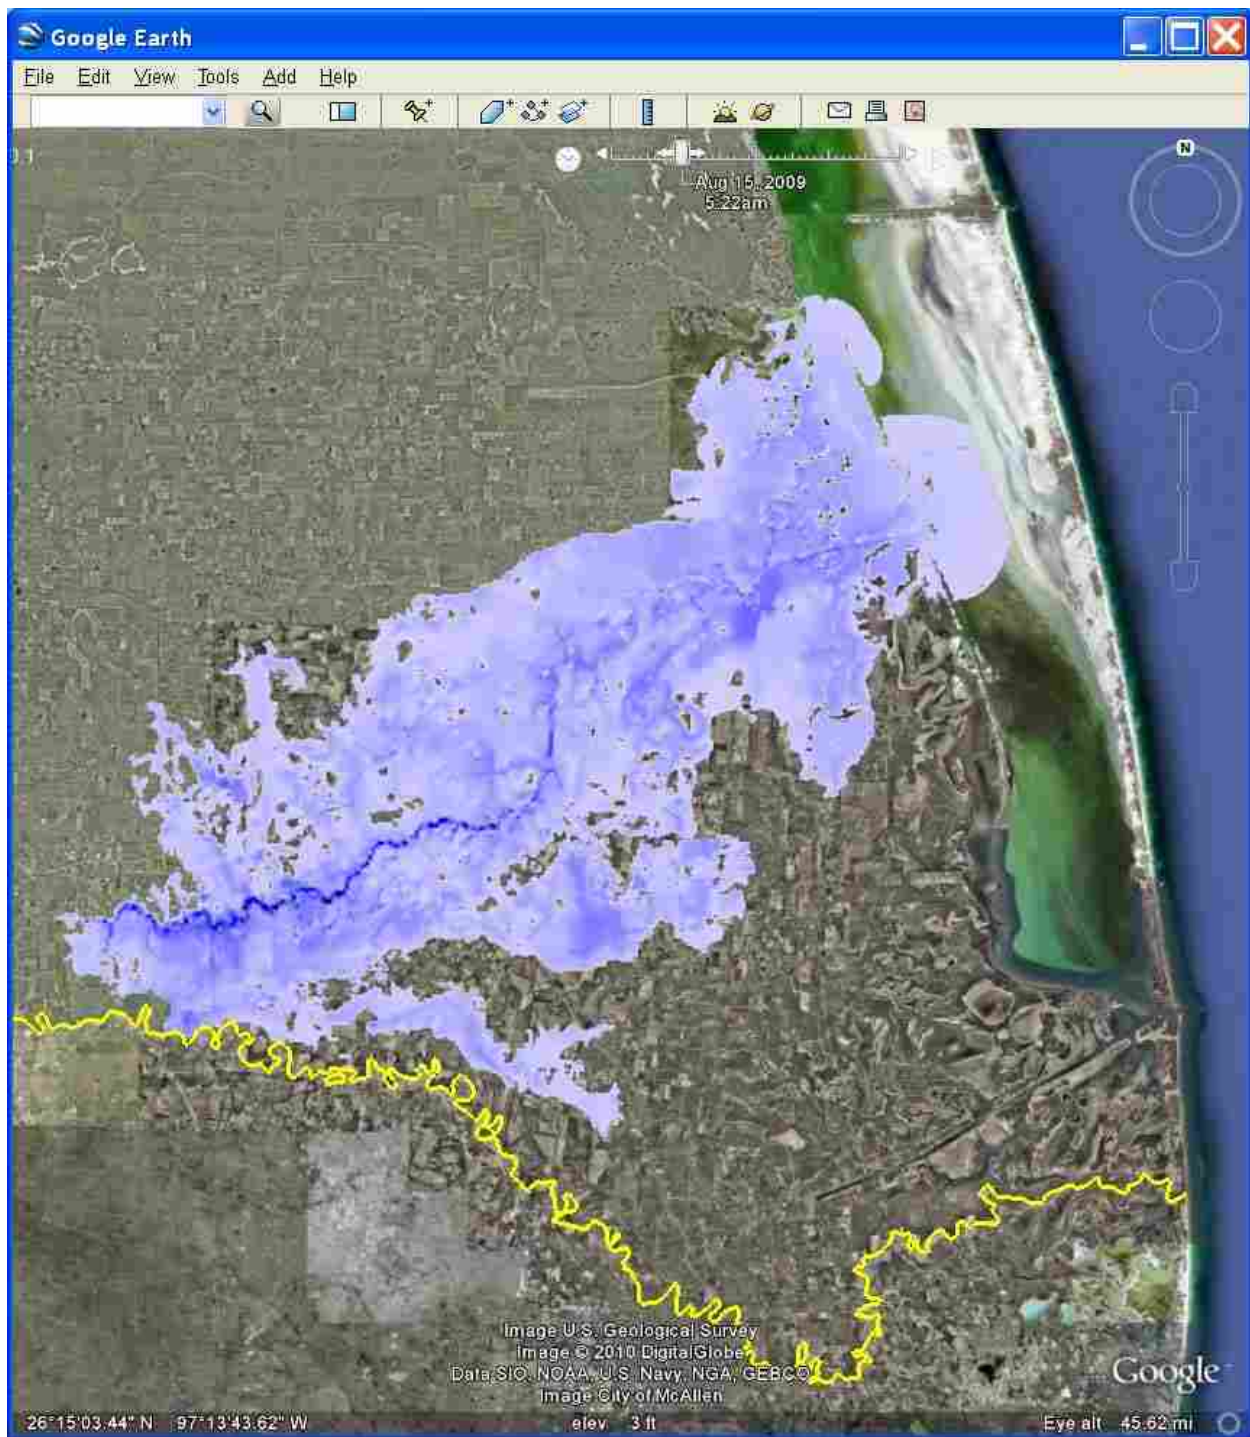 Google Earth
File Edit View Tools Add Help
Aug 15, 2009
5:22am
N
Image U.S. Geological Survey
Image © 2010 DigitalGlobe
Data SIO, NOAA, U.S. Navy, NGA, GEBCO
Image City of McAllen
Google
26°15'03.44" N 97°13'43.62" W elev 3 ft Eye alt 45.62 mi